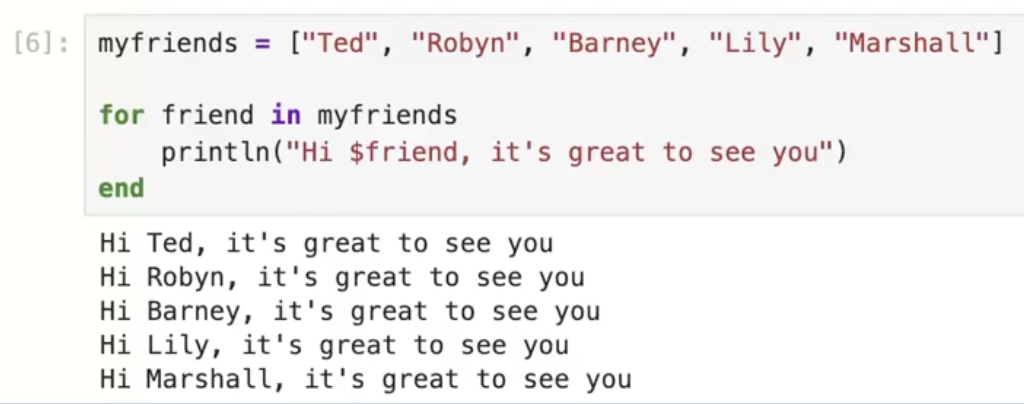 [6]: myfriends = ["Ted", "Robyn", "Barney", "Lily", "Marshall"]
for friend in myfriends
    println("Hi $friend, it's great to see you")
end
Hi Ted, it's great to see you
Hi Robyn, it's great to see you
Hi Barney, it's great to see you
Hi Lily, it's great to see you
Hi Marshall, it's great to see you